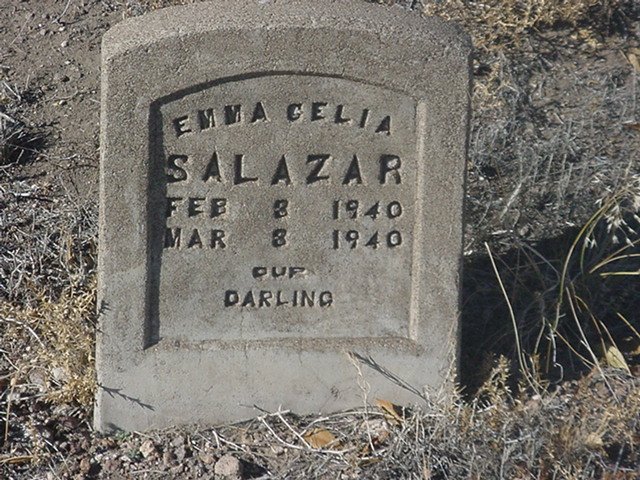 EMMA CELIA
SALAZAR
FEB 8 1940
MAR 8 1940
OUR
DARLING